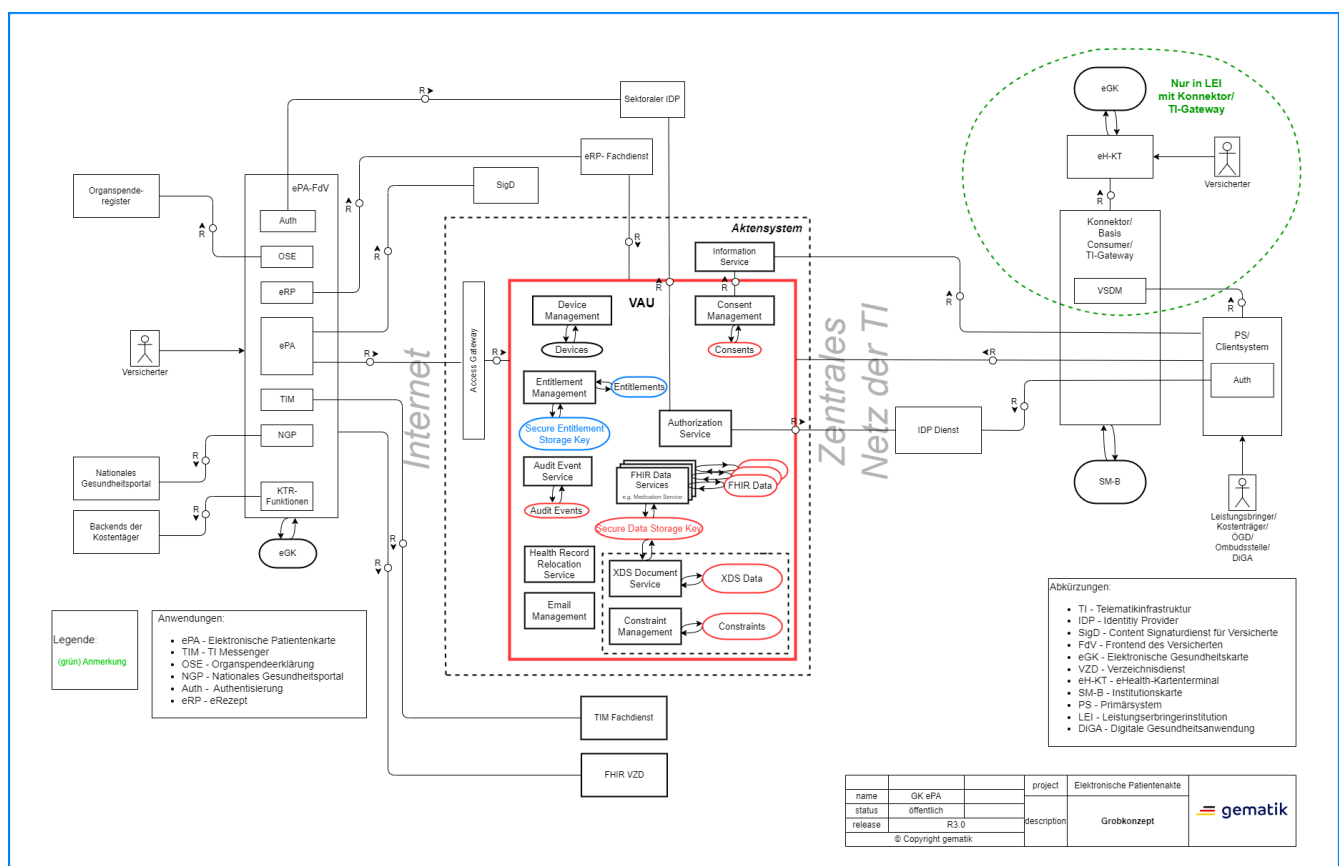 R
Sektoraler IDP
eGK
Nur in LEI
mit Konnektor/
TI-Gateway
eRP- Fachdienst
eH-KT
Versicherter
Organspende-
register
ePA-FdV
SigD
R
R
R
R
Auth
Aktensystem
Konnektor/
Basis
Consumer/
TI-Gateway
OSE
R
Information
Service
eRP
R
R
VAU
VSDM
Device
Management
Consent
Management
R
Versicherter
ePA
R
Access Gateway
R
Devices
Consents
R
PS/
Clientsystem
Internet
Zentrales
Netz der TI
Entitlement
Management
Entitlements
Auth
TIM
R
Secure Entitlement
Storage Key
Authorization
Service
R
IDP Dienst
NGP
R
Nationales
Gesundheitsportal
Audit Event
Service
FHIR Data
Services
e.g. Medication Service
FHIR Data
SM-B
KTR-
Funktionen
Audit Events
Secure Data Storage Key
Backends der
Kostentäger
R
Leistungsbringer/
Kostenträger/
ÖGD/
Ombudsstelle/
DiGA
eGK
R
R
Health Record
Relocation
Service
XDS Document
Service
XDS Data
Email
Management
Constraint
Management
Constraints
Legende:
(grün) Anmerkung
Anwendungen:
ePA - Elektronische Patientenkarte
TIM - TI Messenger
OSE - Organspendeerklärung
NGP - Nationales Gesundheitsportal
Auth - Authentisierung
eRP - eRezept
Abkürzungen:
TI - Telematikinfrastruktur
IDP - Identitiy Provider
SigD - Content Signaturdienst für Versicherte
FdV - Frontend des Versicherten
eGK - Elektronische Gesundheitskarte
VZD - Verzeichnisdienst
eH-KT - eHealth-Kartenterminal
SM-B - Institutionskarte
PS - Primärsystem
LEI - Leistungserbringerinstitution
DiGA - Digitale Gesundheitsanwendung
TIM Fachdienst
FHIR VZD
project
Elektronische Patientenakte
name
GK ePA
status
öffentlich
description
Grobkonzept
release
R3.0
© Copyright gematik
gematik